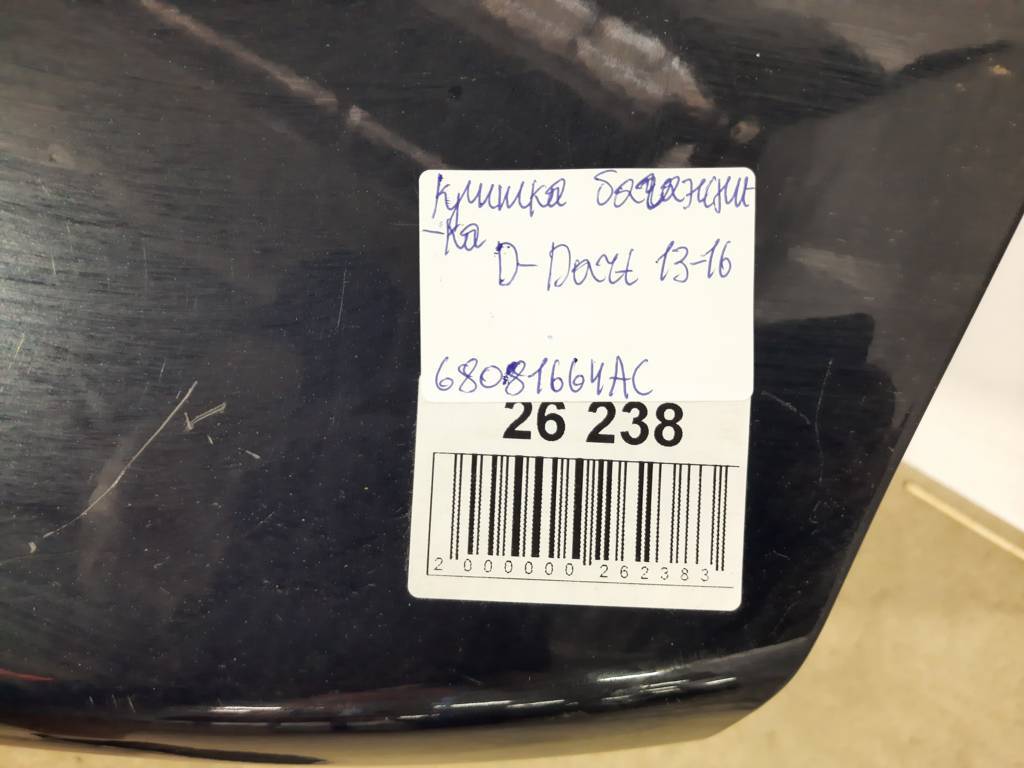 Крышка багажни
-ка
D-Dart 13-16
68081664AC
26 238
2 000000 262383